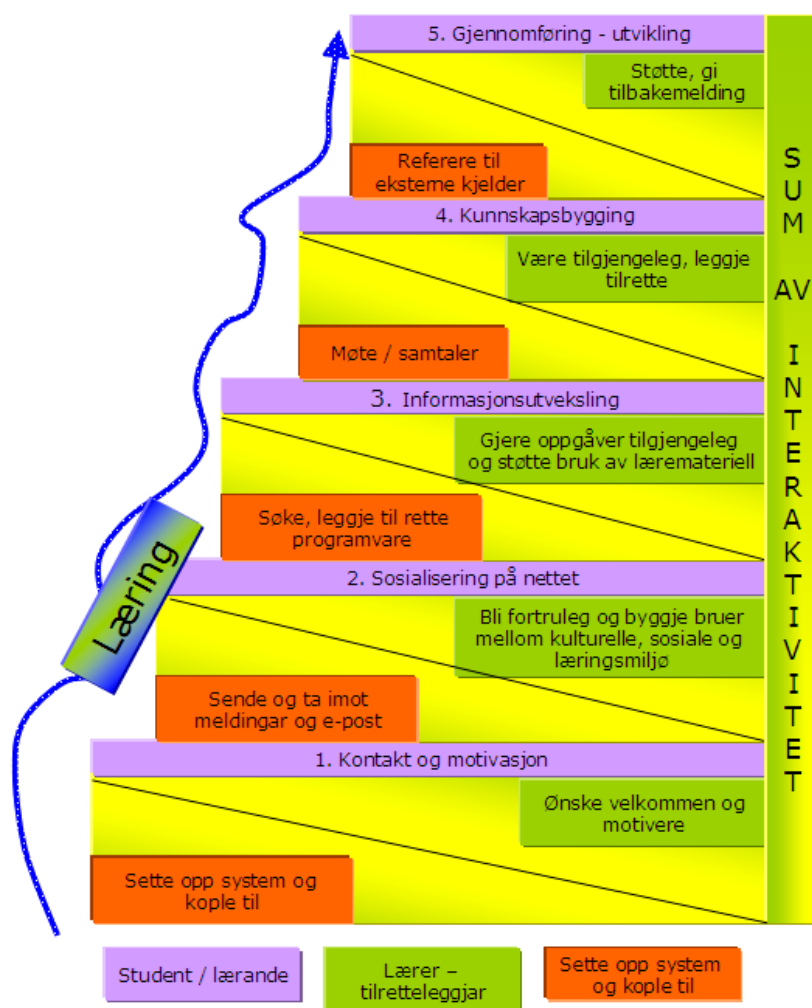 5. Gjennomføring - utvikling
Støtte, gi
tilbakemelding
Referere til
eksterne kjelder
4. Kunnskapsbygging
Være tilgjengeleg, leggje
tilrette
Møte / samtaler
3. Informasjonsutveksling
Gjere oppgåver tilgjengeleg
og støtte bruk av læremateriell
Søke, leggje til rette
programvare
2. Sosialisering på nettet
Bli fortruleg og byggje bruer
mellom kulturelle, sosiale og
læringsmiljø
Sende og ta imot
meldingar og e-post
1. Kontakt og motivasjon
Ønske velkommen og
motivere
Sette opp system og
kople til
Læring
SUM AV INTERAKTIVITET
Student / lærande
Lærer –
tilretteleggjar
Sette opp system
og kople til